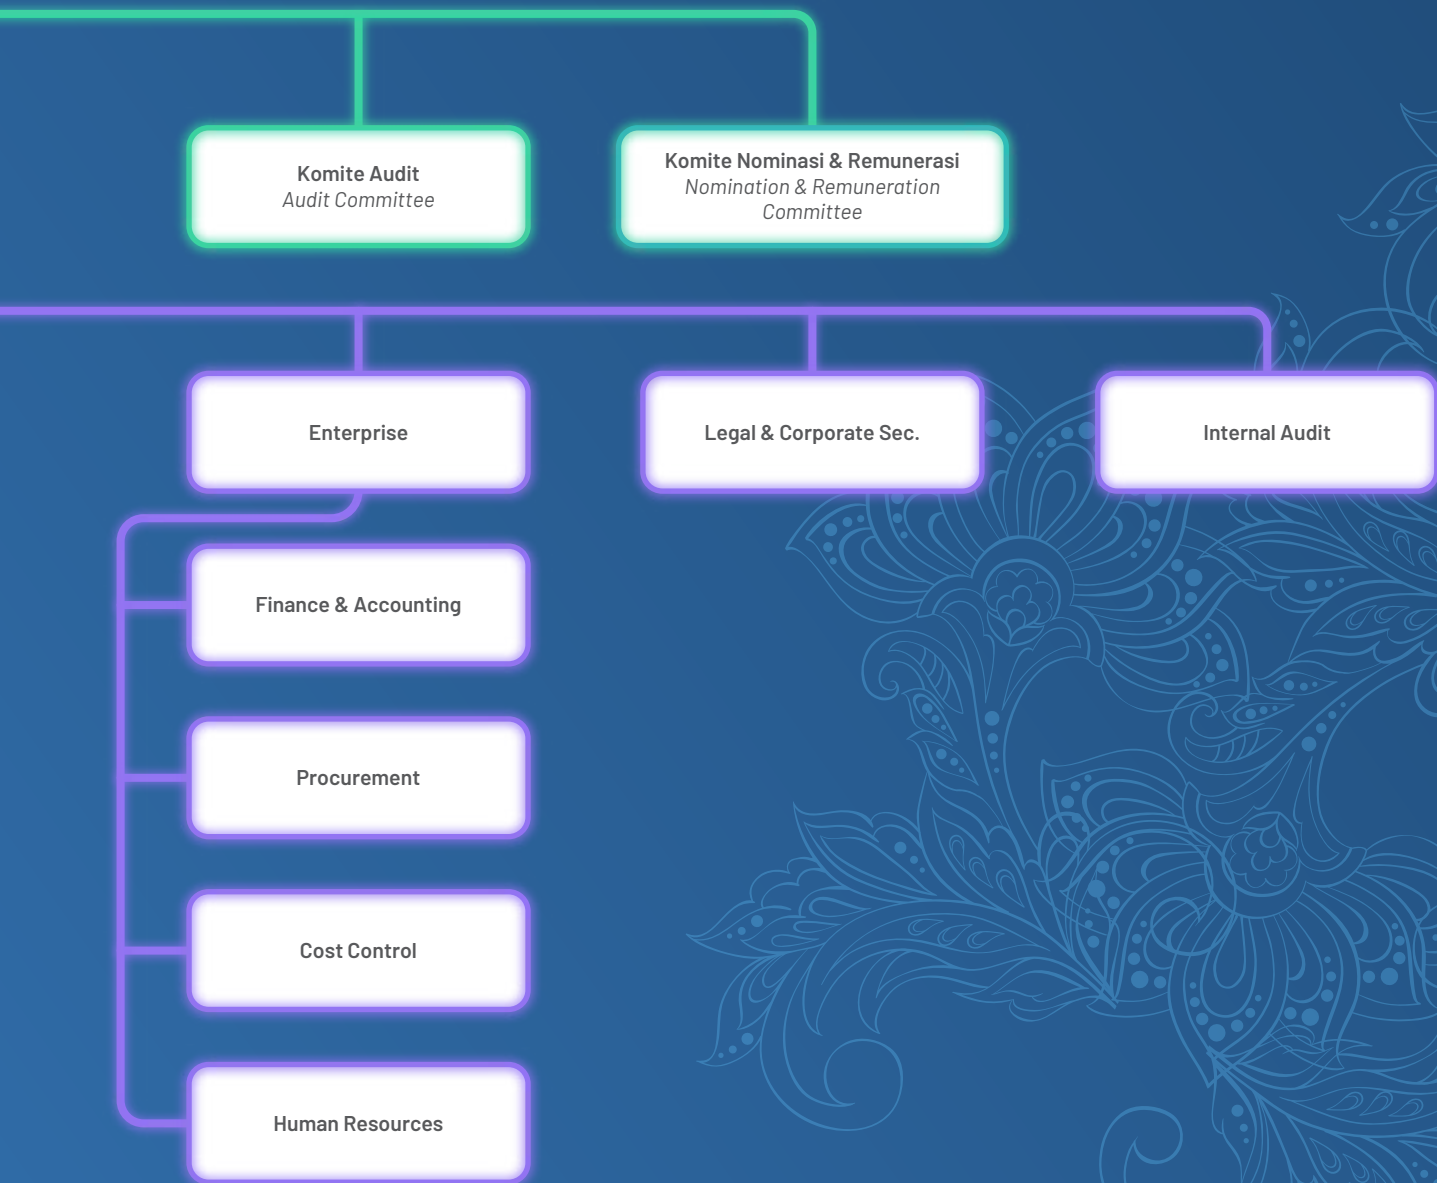 Komite Audit
Audit Committee
Komite Nominasi & Remunerasi
Nomination & Remuneration
Committee
Enterprise
Legal & Corporate Sec.
Internal Audit
Finance & Accounting
Procurement
Cost Control
Human Resources